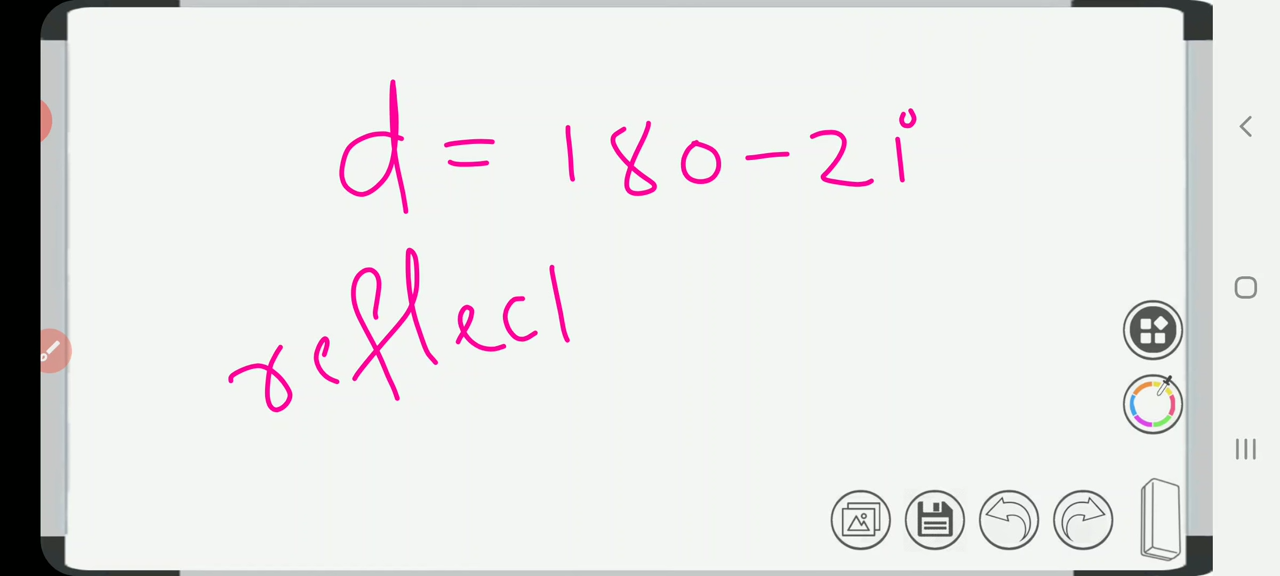 d = 180 - 2i
reflect